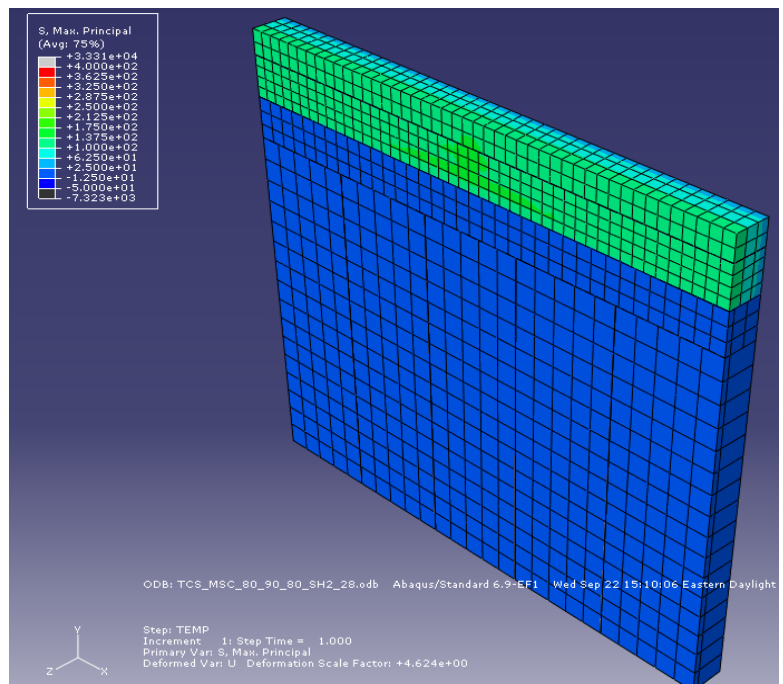 S, Max. Principal
(Avg: 75%)
+3.331e+04
+4.000e+02
+3.625e+02
+3.250e+02
+2.875e+02
+2.500e+02
+2.125e+02
+1.750e+02
+1.375e+02
+1.000e+02
+6.250e+01
+2.500e+01
-1.250e+01
-5.000e+01
-7.323e+03
ODB: TCS_MSC_80_90_80_SH2_28.odb Abaqus/Standard 6.9-EF1 Wed Sep 22 15:10:06 Eastern Daylight
Y
Z
X
Step: TEMP
Increment 1: Step Time = 1.000
Primary Var: S, Max. Principal
Deformed Var: U Deformation Scale Factor: +4.624e+00